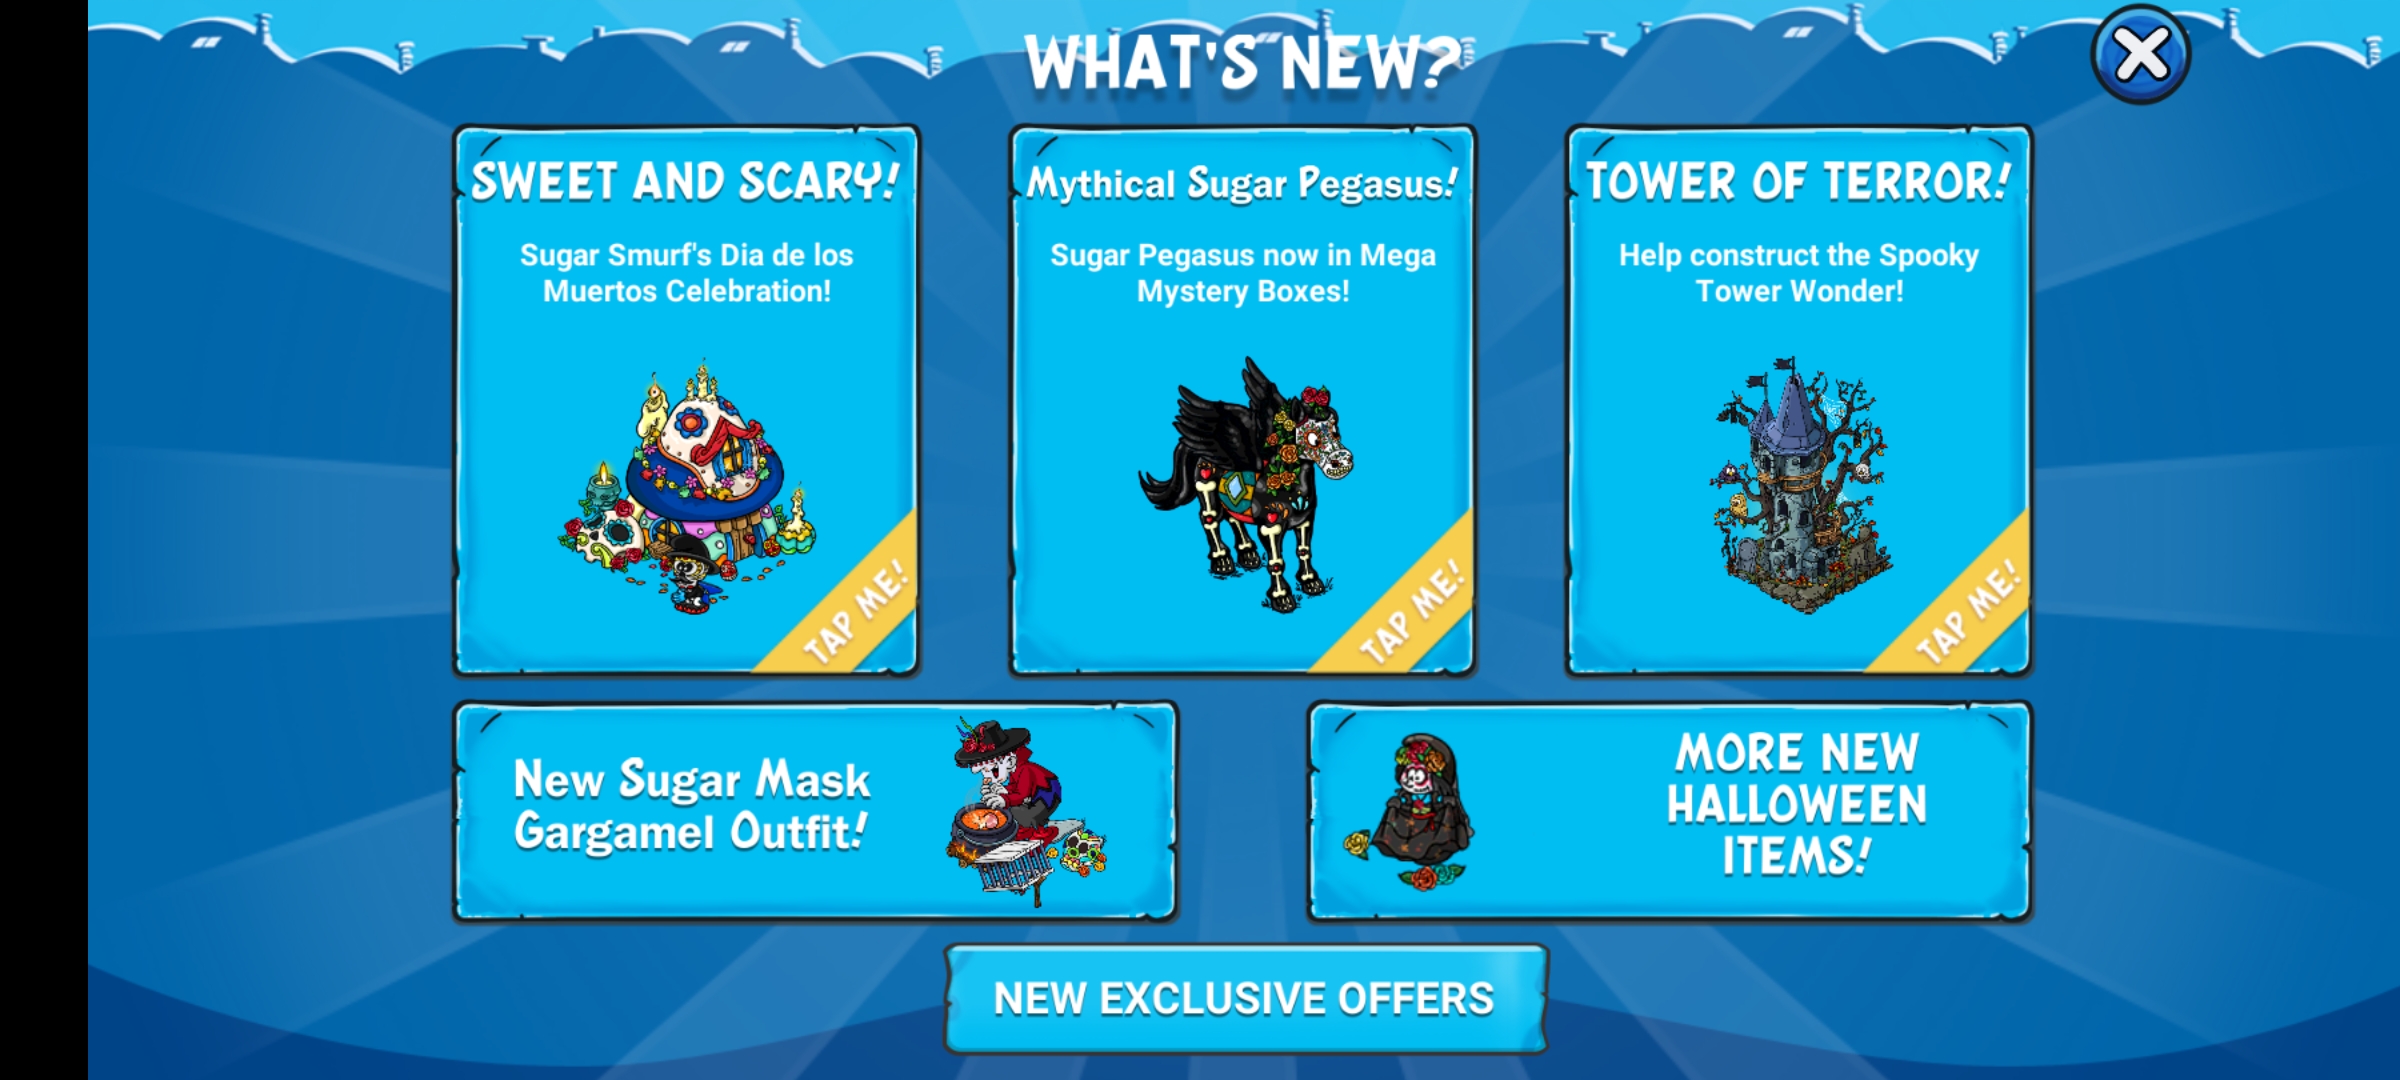 WHAT'S NEW?
SWEET AND SCARY!
Sugar Smurf's Dia de los
Muertos Celebration!
TAP ME!
Mythical Sugar Pegasus!
Sugar Pegasus now in Mega
Mystery Boxes!
TAP ME!
TOWER OF TERROR!
Help construct the Spooky
Tower Wonder!
TAP ME!
New Sugar Mask
Gargamel Outfit!
MORE NEW
HALLOWEEN
ITEMS!
NEW EXCLUSIVE OFFERS